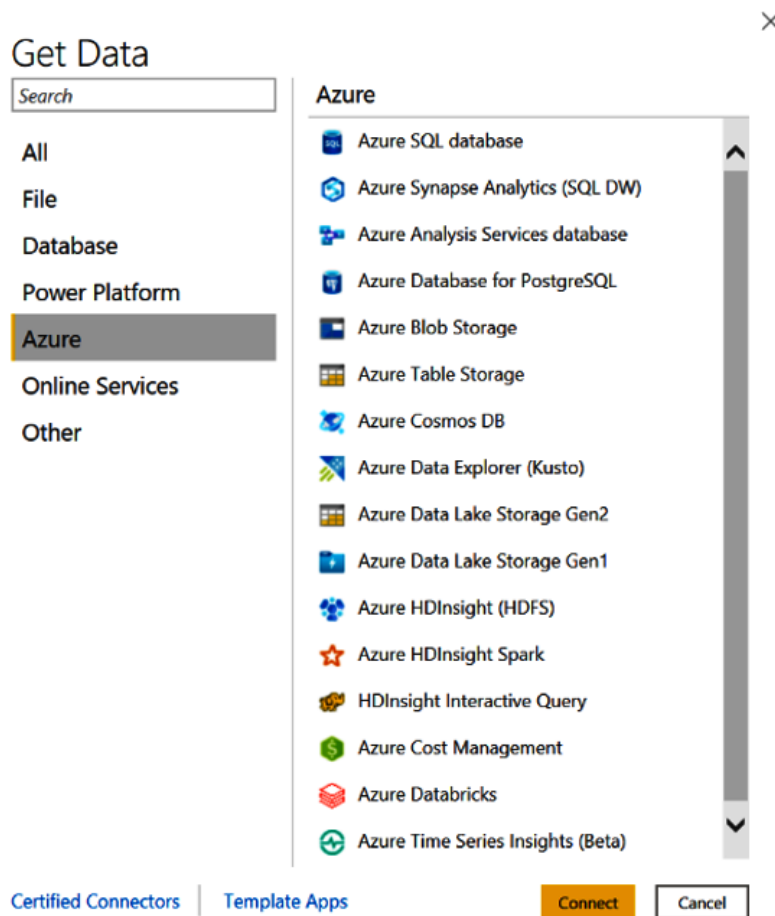 Get Data
Search
All
File
Database
Power Platform
Azure
Online Services
Other
Azure
Azure SQL database
Azure Synapse Analytics (SQL DW)
Azure Analysis Services database
Azure Database for PostgreSQL
Azure Blob Storage
Azure Table Storage
Azure Cosmos DB
Azure Data Explorer (Kusto)
Azure Data Lake Storage Gen2
Azure Data Lake Storage Gen1
Azure HDInsight (HDFS)
Azure HDInsight Spark
HDInsight Interactive Query
Azure Cost Management
Azure Databricks
Azure Time Series Insights (Beta)
Certified Connectors
Template Apps
Connect
Cancel